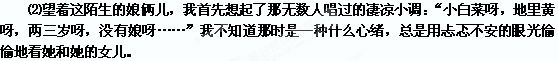 ⑵望着这陌生的娘俩儿，我首先想起了那无数人唱过的凄凉小调：“小白菜呀，地里黄
呀，两三岁呀，没有娘呀……”我不知道那时是一种什么心绪，总是用忐忑不安的眼光偷
偷地看她和她的女儿。